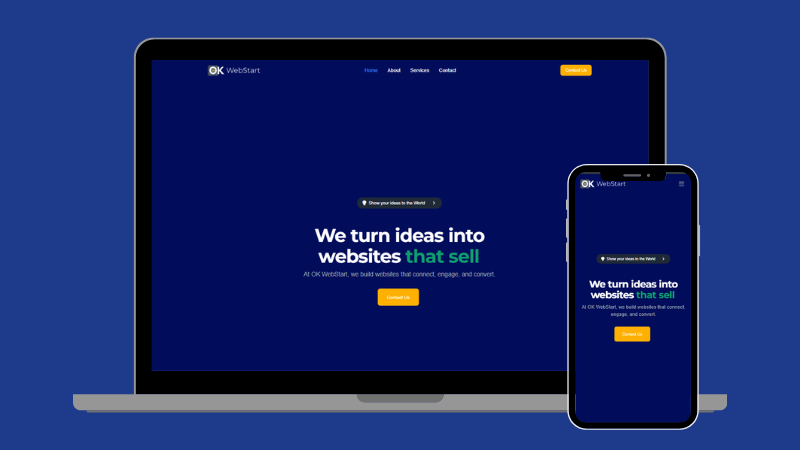 OK WebStart
Home About Services Contact
Contact Us
Show your ideas to the World
We turn ideas into
websites that sell
At OK WebStart, we build websites that connect, engage, and convert.
Contact Us
OK WebStart
Show your ideas to the World
We turn ideas into
websites that sell
At OK WebStart, we build websites that connect,
engage, and convert.
Contact Us